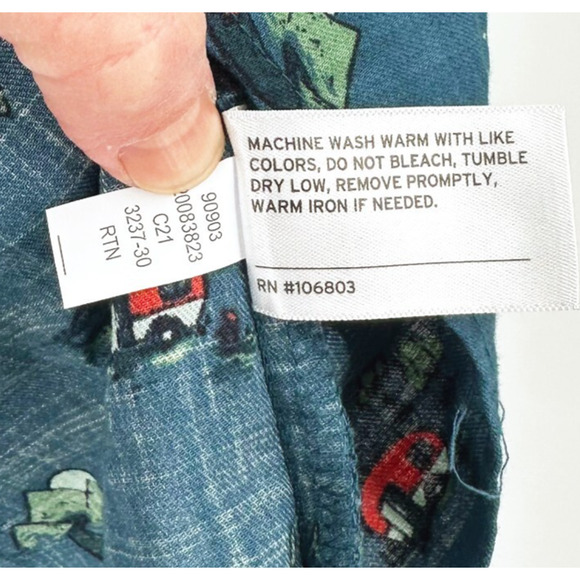 MACHINE WASH WARM WITH LIKE
COLORS, DO NOT BLEACH, TUMBLE
DRY LOW, REMOVE PROMPTLY,
WARM IRON IF NEEDED.
RN #106803
90903
0083823
C21
3237-30
RTN